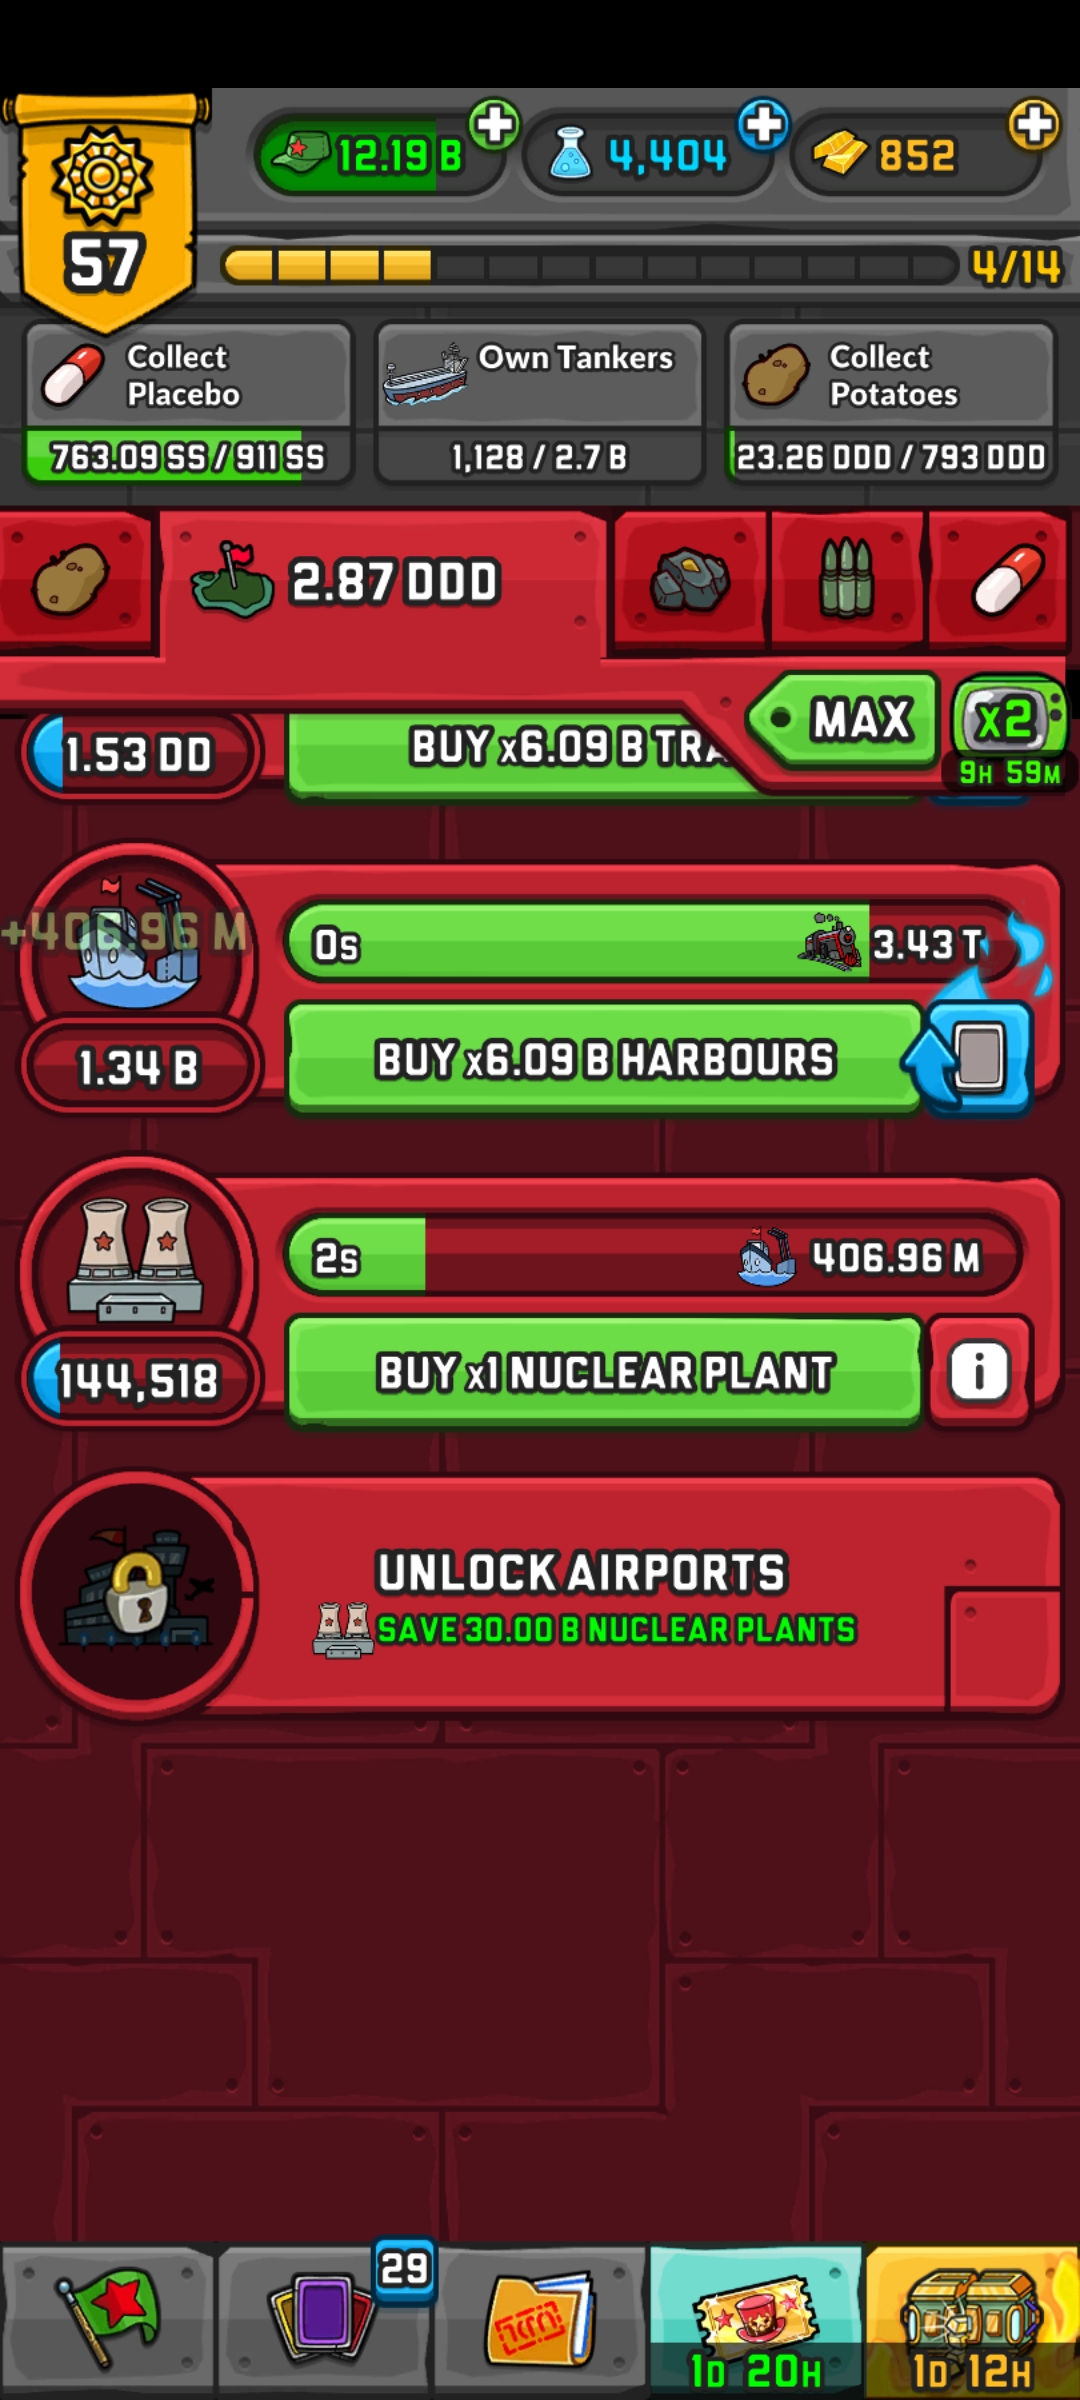 57
12.19 B
4,404
852
4/14
Collect
Placebo
763.09 SS / 911 SS
Own Tankers
1,128 / 2.7 B
Collect
Potatoes
23.26 DDD / 793 DDD
2.87 DDD
MAX
x2
9H 59M
1.53 DD
BUY x6.09 B TRA
+406.96 M
0s
3.43 T
1.34 B
BUY x6.09 B HARBOURS
2s
406.96 M
144,518
BUY x1 NUCLEAR PLANT
i
UNLOCK AIRPORTS
SAVE 30.00 B NUCLEAR PLANTS
29
1D 20H
1D 12H